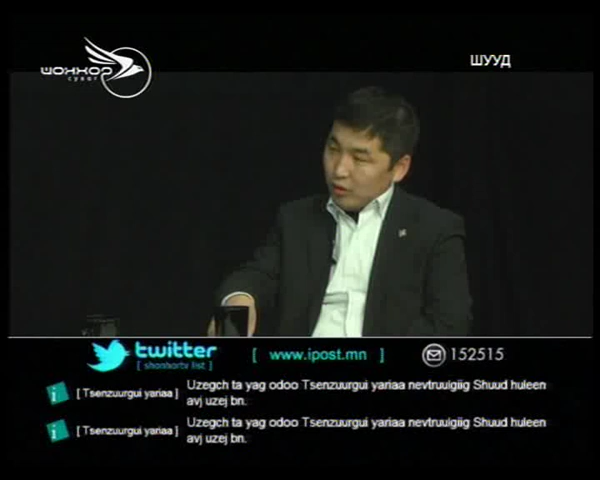 ШОНХОР
СУВАГ
ШУУД
twitter
[ shonhortv list ]
[ www.ipost.mn ]
152515
[ Tsenzuurgui yariaa ]
Uzegch ta yag odoo Tsenzuurgui yariaa nevtruulgiig Shuud huleen
avj uzej bn.
[ Tsenzuurgui yariaa ]
Uzegch ta yag odoo Tsenzuurgui yariaa nevtruulgiig Shuud huleen
avj uzej bn.